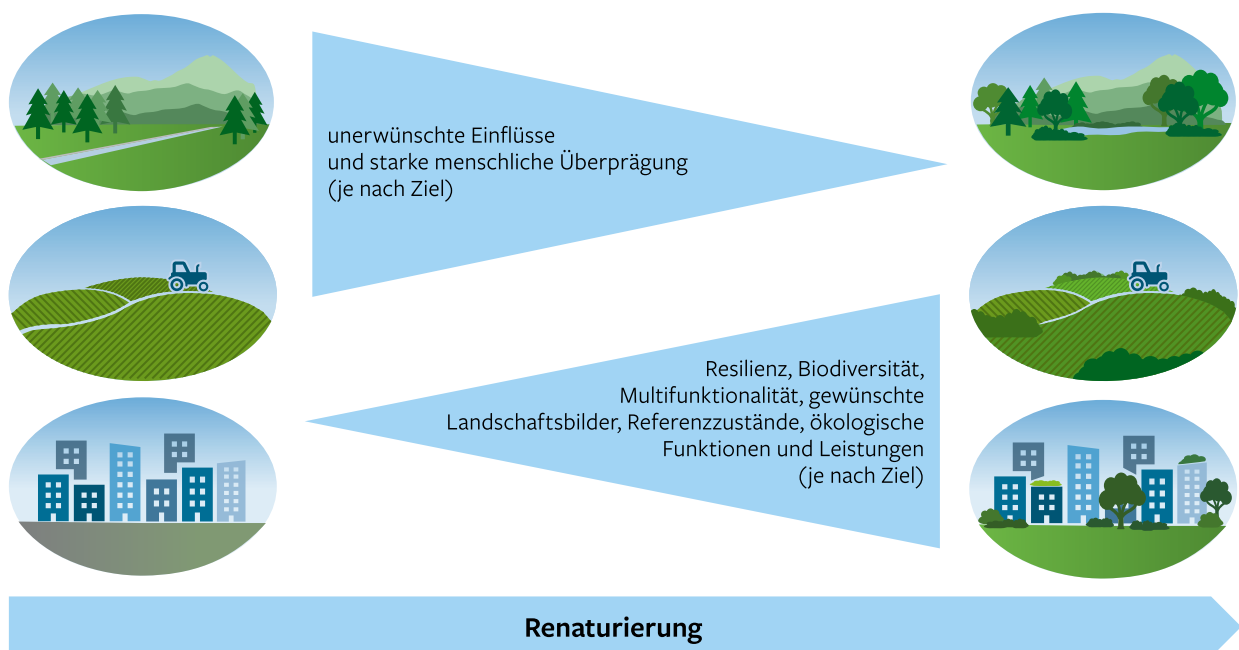 unerwünschte Einflüsse
und starke menschliche Überprägung
(je nach Ziel)
Resilienz, Biodiversität,
Multifunktionalität, gewünschte
Landschaftsbilder, Referenzzustände, ökologische
Funktionen und Leistungen
(je nach Ziel)
Renaturierung